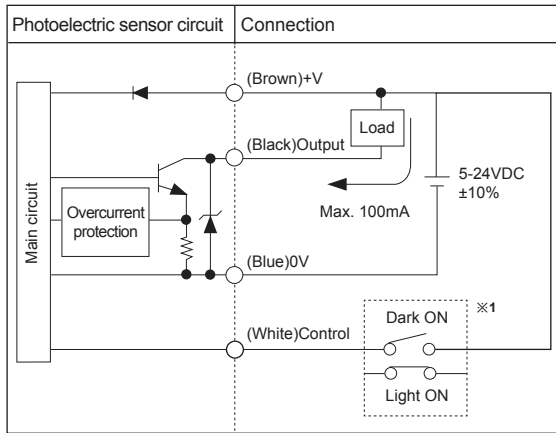 Photoelectric sensor circuit
Connection
(Brown)+V
Load
(Black)Output
5-24VDC
±10%
Max. 100mA
Main circuit
Overcurrent
protection
(Blue)0V
※1
Dark ON
(White)Control
Light ON